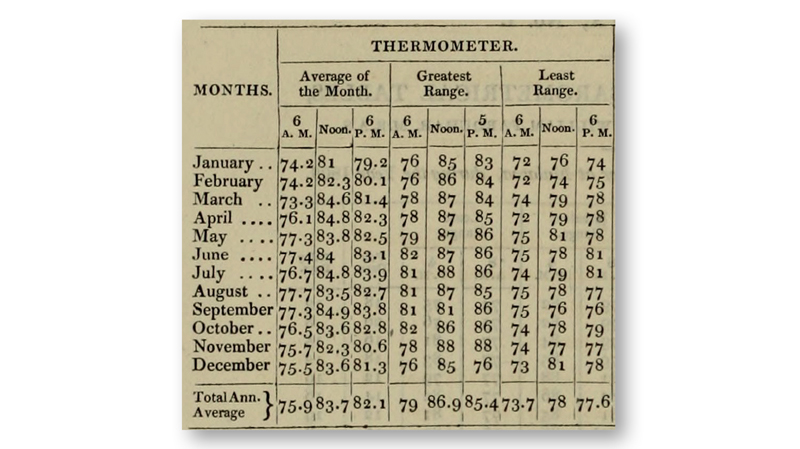 THERMOMETER.
MONTHS.
Average of the Month. Greatest Range. Least Range.
6 A. M. Noon. 6 P. M. 6 A. M. Noon. 5 P. M. 6 A. M. Noon. 6 P. M.
January .. 74.2 81 79.2 76 85 83 72 76 74
February 74.2 82.3 80.1 76 86 84 72 74 75
March .. 73.3 84.6 81.4 78 87 84 74 79 78
April .... 76.1 84.8 82.3 78 87 85 72 79 78
May .... 77.3 83.8 82.5 79 87 86 75 81 78
June .... 77.4 84 83.1 82 87 86 75 78 81
July .... 76.7 84.8 83.9 81 88 86 74 79 81
August .. 77.7 83.5 82.7 81 87 85 75 78 77
September 77.3 84.9 83.8 81 81 86 75 76 76
October .. 76.5 83.6 82.8 82 86 86 74 78 79
November 75.7 82.3 80.6 78 88 88 74 77 77
December 75.5 83.6 81.3 76 85 76 73 81 78
Total Ann. Average } 75.9 83.7 82.1 79 86.9 85.4 73.7 78 77.6